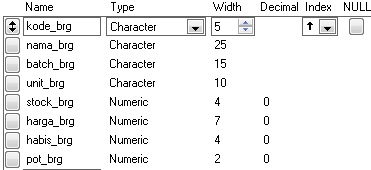 Name Type Width Decimal Index NULL
kode_brg Character 5
nama_brg Character 25
batch_brg Character 15
unit_brg Character 10
stock_brg Numeric 4 0
harga_brg Numeric 7 0
habis_brg Numeric 4 0
pot_brg Numeric 2 0